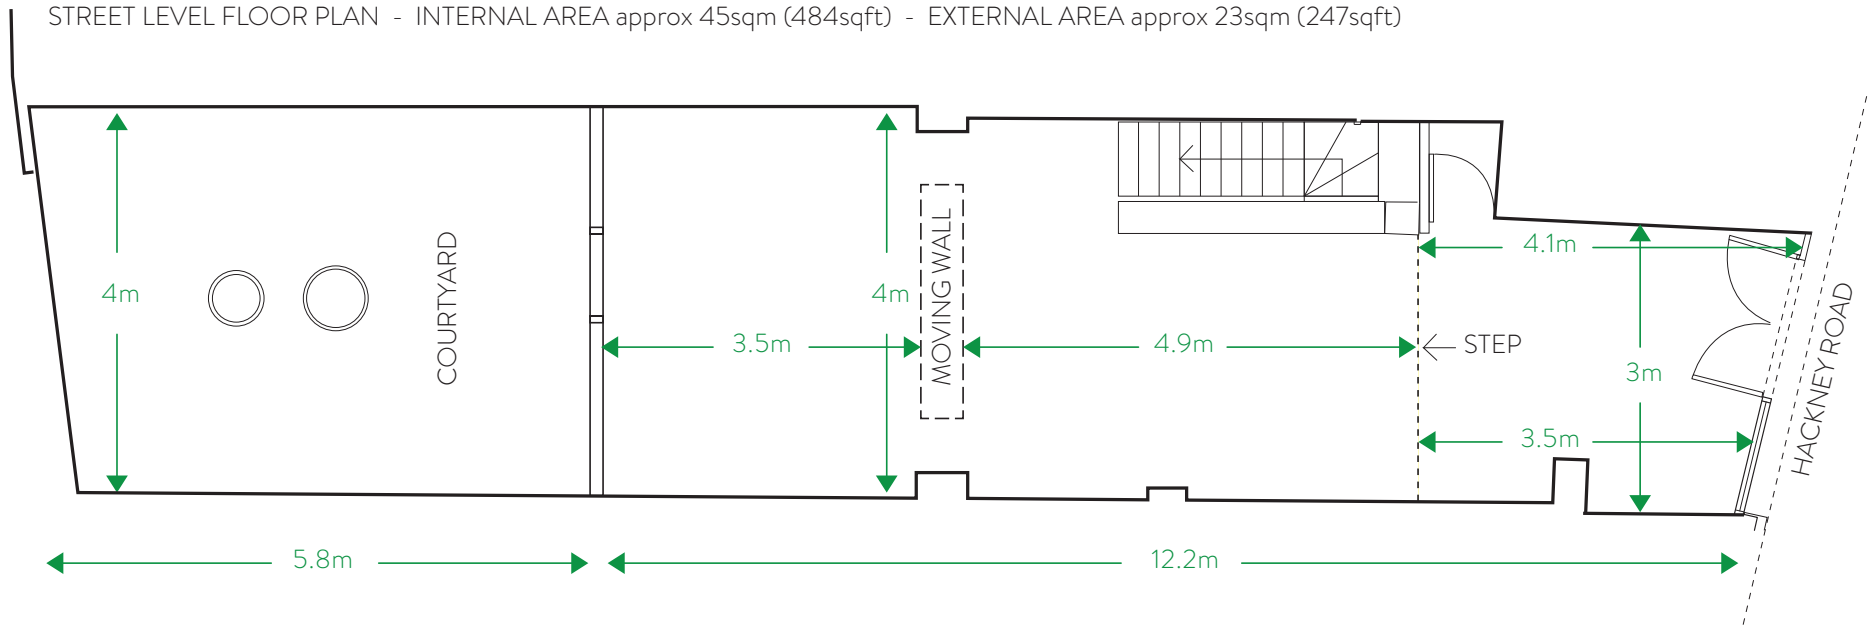 STREET LEVEL FLOOR PLAN - INTERNAL AREA approx 45sqm (484sqft) - EXTERNAL AREA approx 23sqm (247sqft)
4m
COURTYARD
3.5m
4m
MOVING WALL
4.9m
STEP
4.1m
3m
3.5m
HACKNEY ROAD
5.8m
12.2m